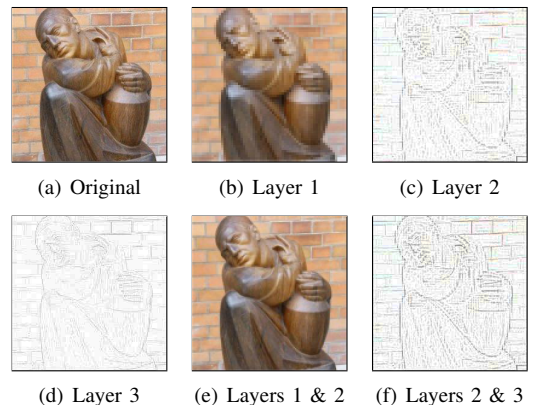 (a) Original
(b) Layer 1
(c) Layer 2
(d) Layer 3
(e) Layers 1 & 2
(f) Layers 2 & 3